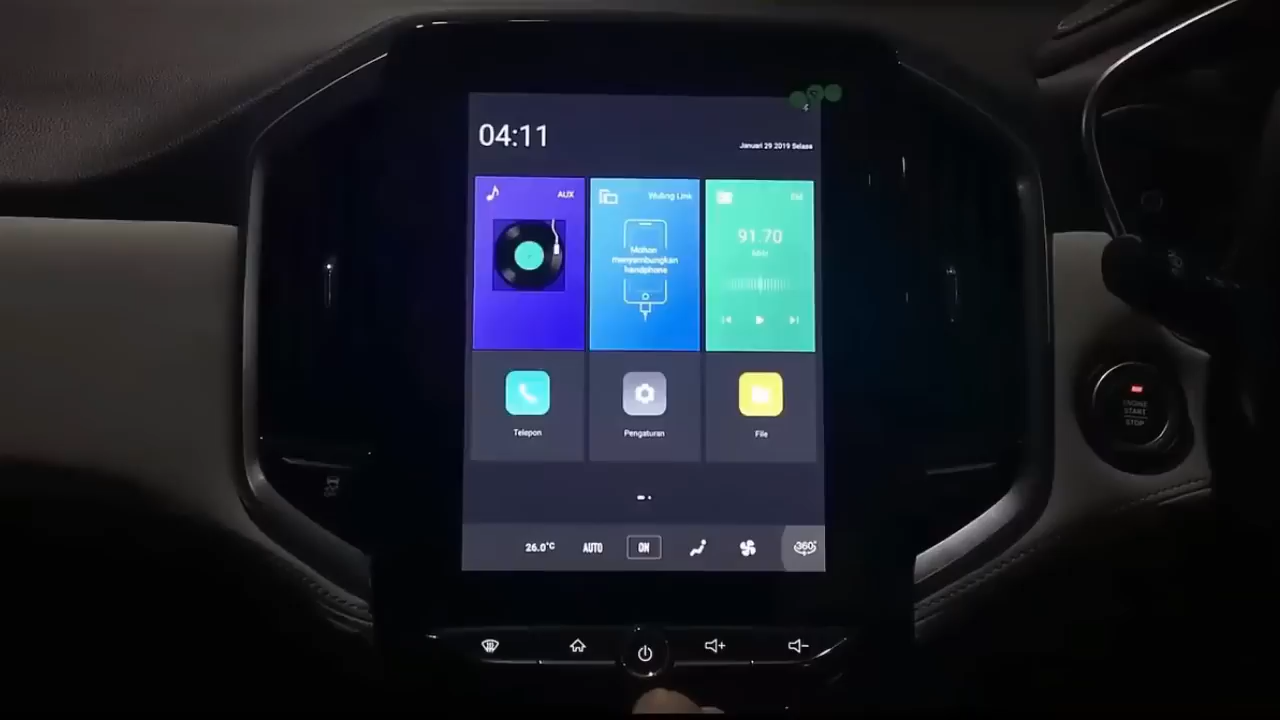 04:11
Januari 29 2019 Selasa
AUX
Wuling Link
FM
Mohon
menyambungkan
handphone
91.70
MHz
Telepon
Pengaturan
File
26.0°C
AUTO
ON
360°
ENGINE
START
STOP